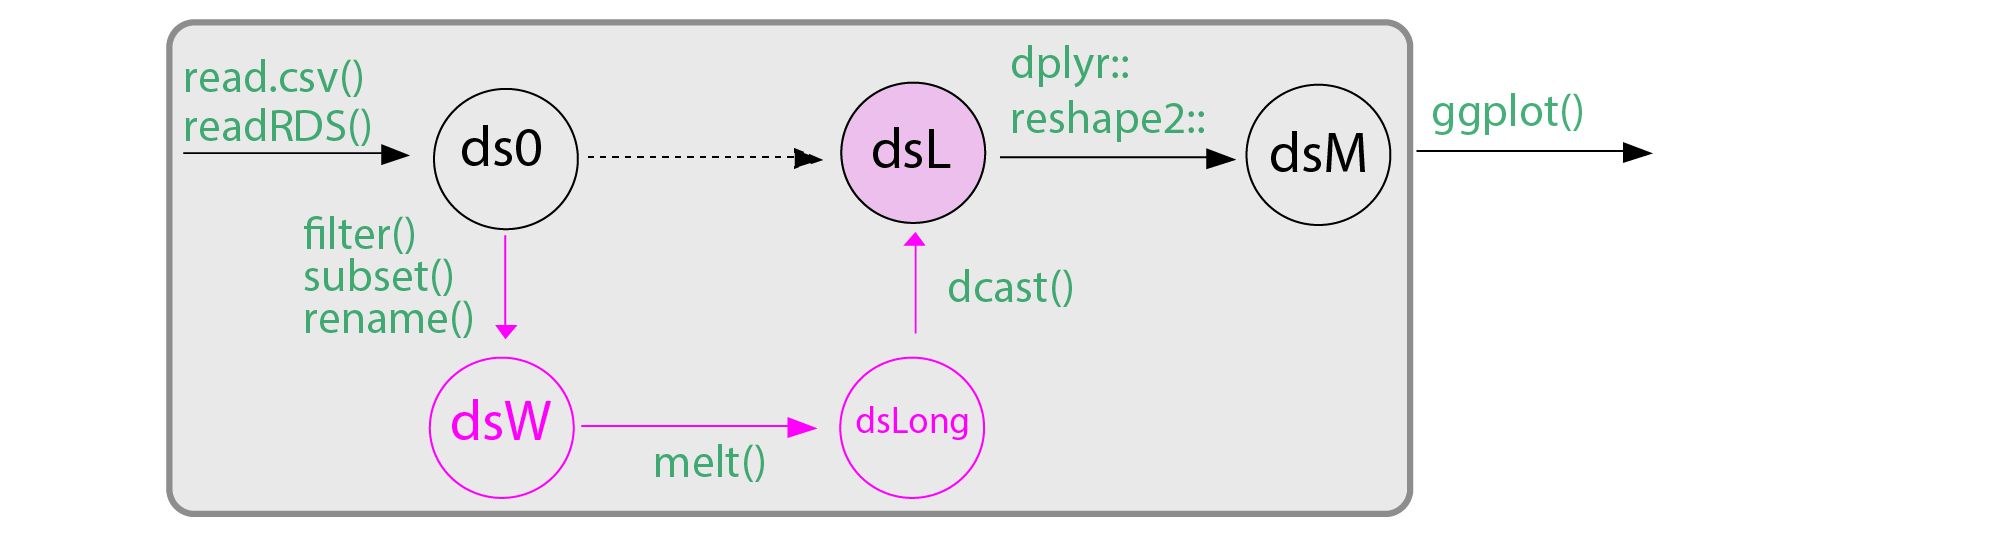 read.csv()
readRDS()
ds0
dsL
dplyr::
reshape2::
dsM
ggplot()
filter()
subset()
rename()
dcast()
dsW
melt()
dsLong